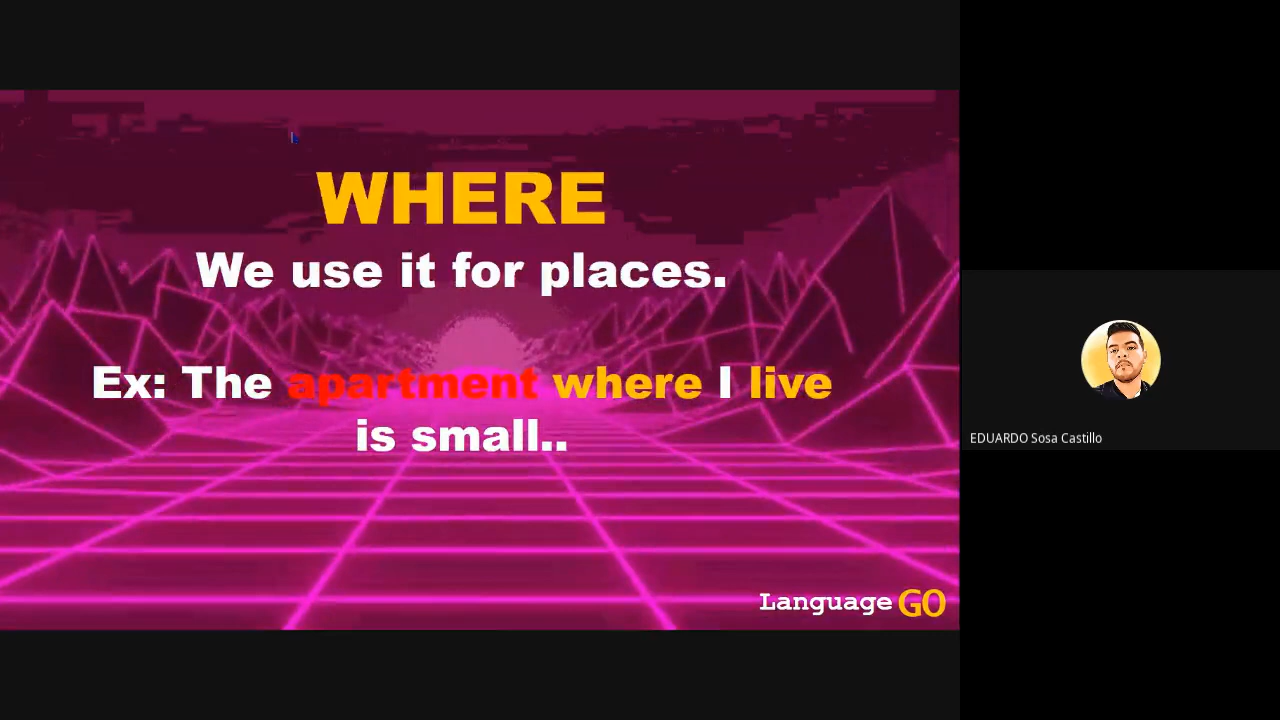 WHERE
We use it for places.
Ex: The apartment where I live
is small..
Language GO
EDUARDO Sosa Castillo